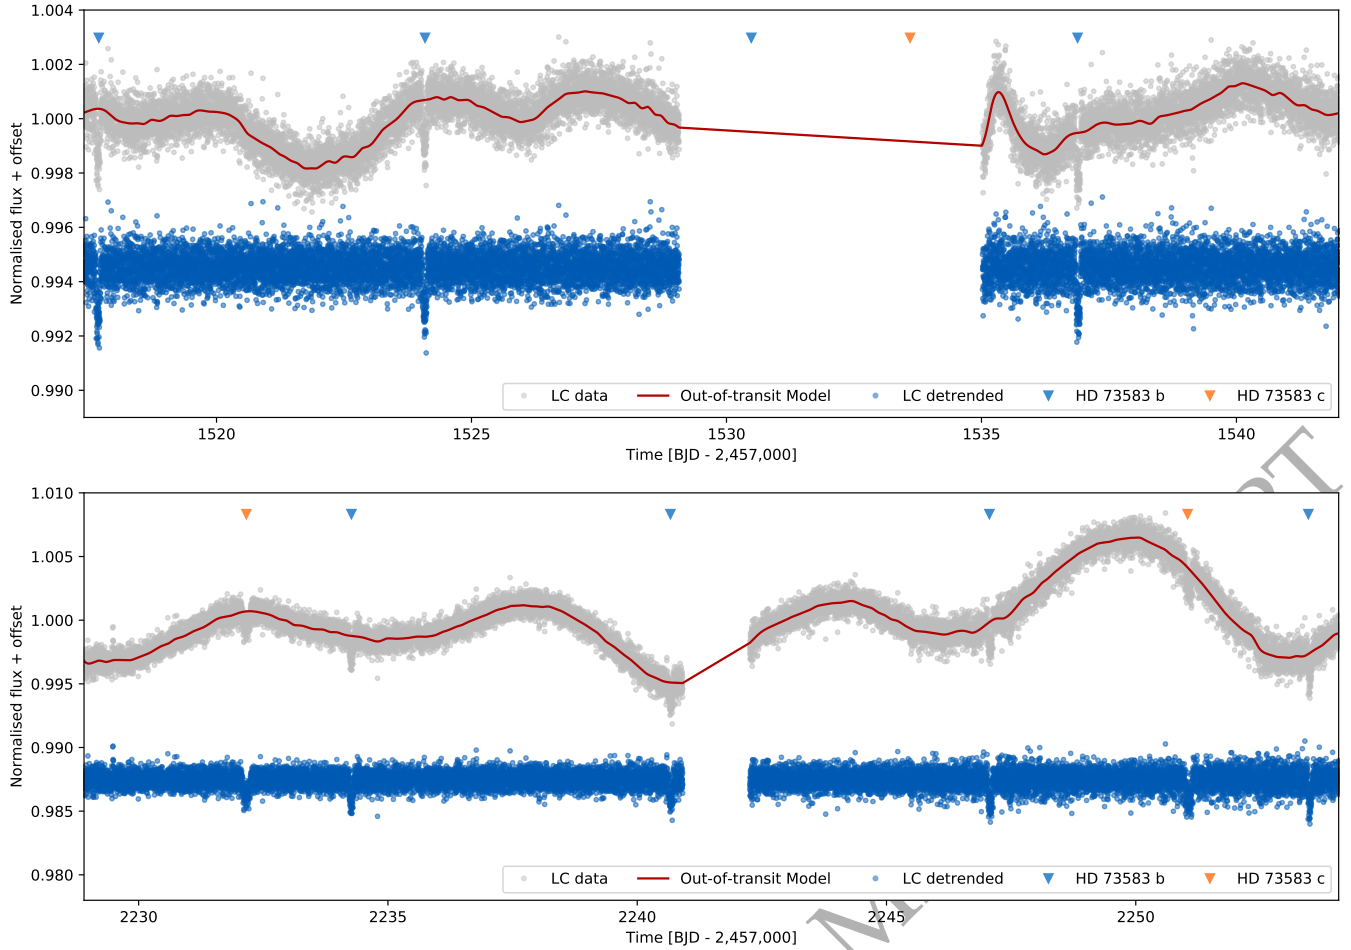 1.004
1.002
1.000
0.998
0.996
0.994
0.992
0.990
Normalised flux + offset
LC data Out-of-transit Model LC detrended HD 73583 b HD 73583 c
1520 1525 1530 1535 1540
Time [BJD - 2,457,000]
PT
1.010
1.005
1.000
0.995
0.990
0.985
0.980
Normalised flux + offset
LC data Out-of-transit Model LC detrended HD 73583 b HD 73583 c
2230 2235 2240 2245 2250
Time [BJD - 2,457,000]
M